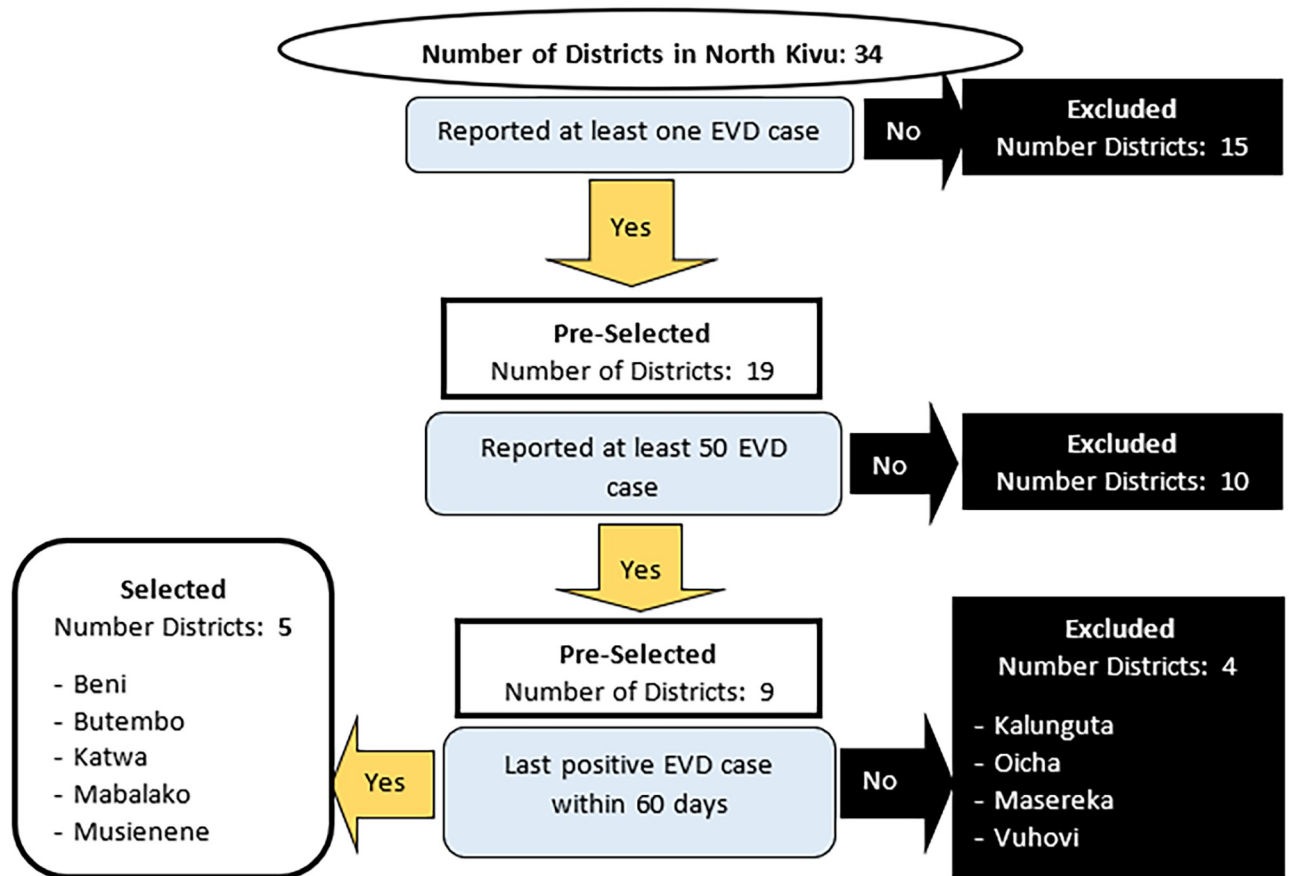 Number of Districts in North Kivu: 34
Reported at least one EVD case
No
Excluded
Number Districts: 15
Yes
Pre-Selected
Number of Districts: 19
Reported at least 50 EVD
case
No
Excluded
Number Districts: 10
Yes
Pre-Selected
Number of Districts: 9
Last positive EVD case
within 60 days
Yes
Selected
Number Districts: 5
- Beni
- Butembo
- Katwa
- Mabalako
- Musienene
No
Excluded
Number Districts: 4
- Kalunguta
- Oicha
- Masereka
- Vuhovi